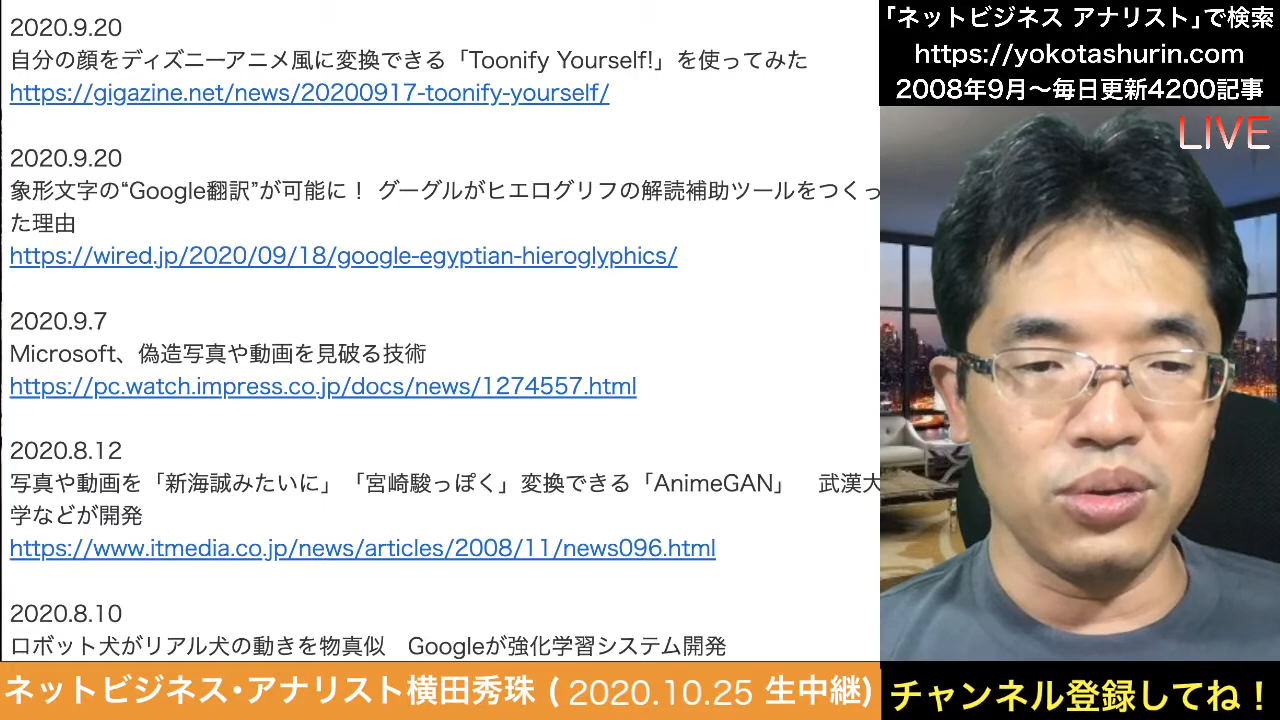 2020.9.20
自分の顔をディズニーアニメ風に変換できる「Toonify Yourself!」を使ってみた
https://gigazine.net/news/20200917-toonify-yourself/
2020.9.20
象形文字の“Google翻訳”が可能に！ グーグルがヒエログリフの解読補助ツールをつくっ
た理由
https://wired.jp/2020/09/18/google-egyptian-hieroglyphics/
2020.9.7
Microsoft、偽造写真や動画を見破る技術
https://pc.watch.impress.co.jp/docs/news/1274557.html
2020.8.12
写真や動画を「新海誠みたいに」「宮崎駿っぽく」変換できる「AnimeGAN」　武漢大
学などが開発
https://www.itmedia.co.jp/news/articles/2008/11/news096.html
2020.8.10
ロボット犬がリアル犬の動きを物真似　Googleが強化学習システム開発
「ネットビジネス アナリスト」で検索
https://yokotashurin.com
2008年9月〜毎日更新4200記事
LIVE
ネットビジネス・アナリスト横田秀珠 ( 2020.10.25 生中継)
チャンネル登録してね！